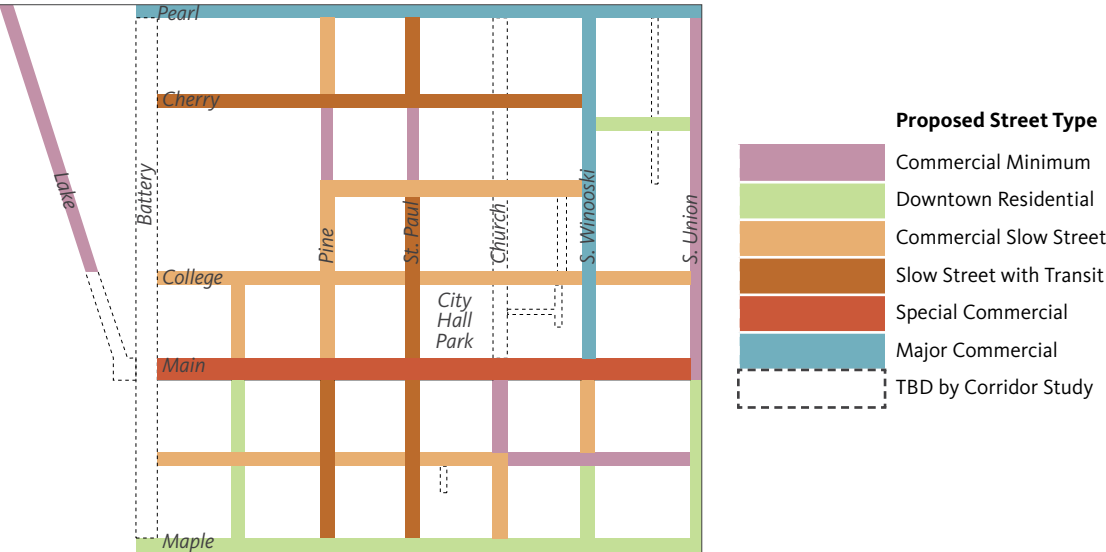 Pearl
Cherry
Lake
Battery
Pine
St. Paul
Church
S. Winooski
S. Union
College
City
Hall
Park
Main
Maple
Proposed Street Type
Commercial Minimum
Downtown Residential
Commercial Slow Street
Slow Street with Transit
Special Commercial
Major Commercial
TBD by Corridor Study